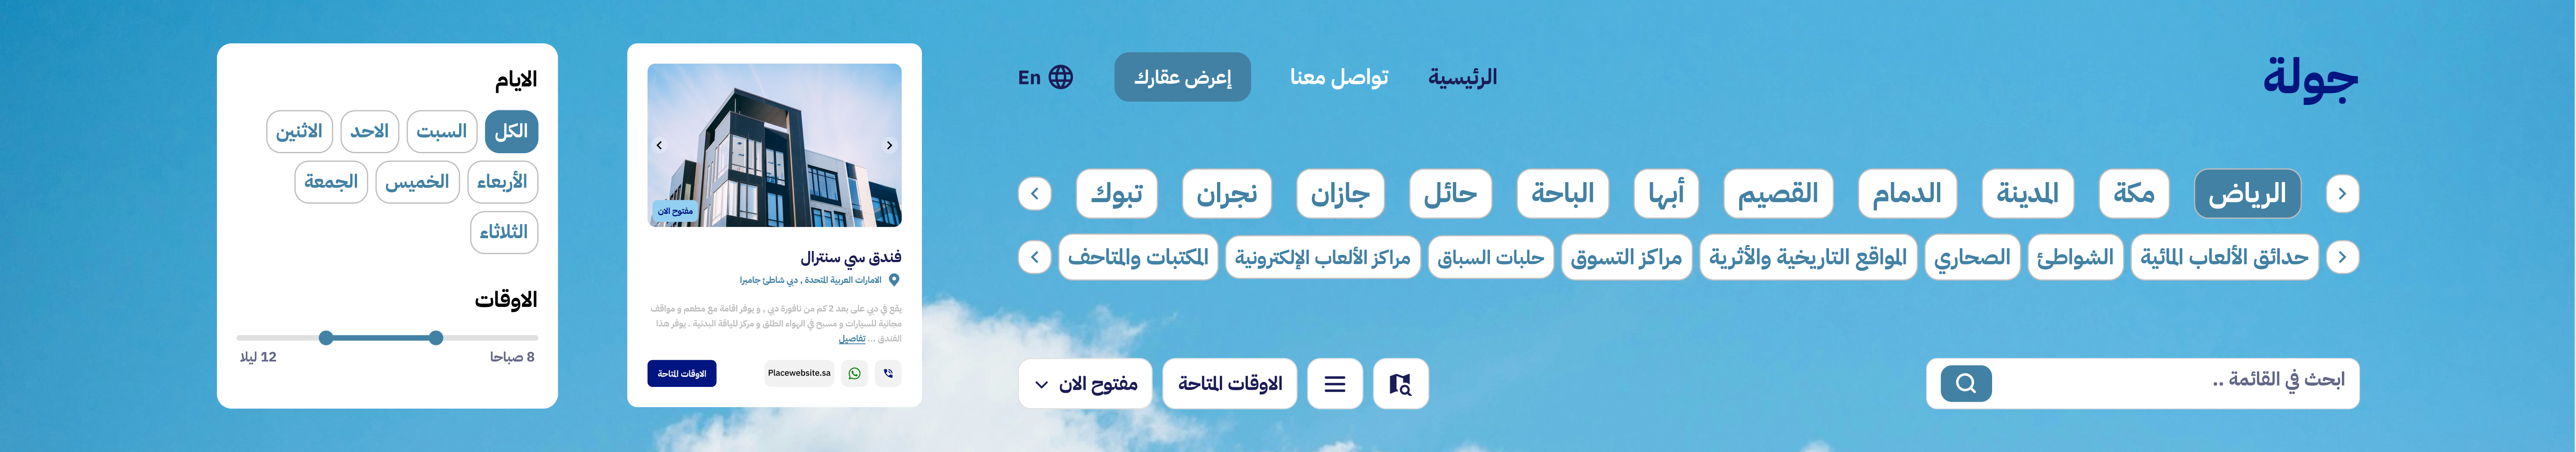 جولة
الرئيسية
تواصل معنا
إعرض عقارك
En
الرياض
مكة
المدينة
الدمام
القصيم
أبها
الباحة
حائل
جازان
نجران
تبوك
حدائق الألعاب المائية
الشواطئ
الصحاري
المواقع التاريخية والأثرية
مراكز التسوق
حلبات السباق
مراكز الألعاب الإلكترونية
المكتبات والمتاحف
ابحث في القائمة ..
الاوقات المتاحة
مفتوح الان
مفتوح الان
فندق سي سنترال
الامارات العربية المتحدة , دبي شاطئ جامبرا
يقع في دبي على بعد 2 كم من نافورة دبي , و يوفر اقامة مع مطعم و مواقف
مجانية للسيارات و مسبح في الهواء الطلق و مركز للياقة البدنية . يوفر هذا
الفندق ... تفاصيل
Placewebsite.sa
الاوقات المتاحة
الايام
الكل
السبت
الاحد
الاثنين
الأربعاء
الخميس
الجمعة
الثلاثاء
الاوقات
8 صباحا
12 ليلا